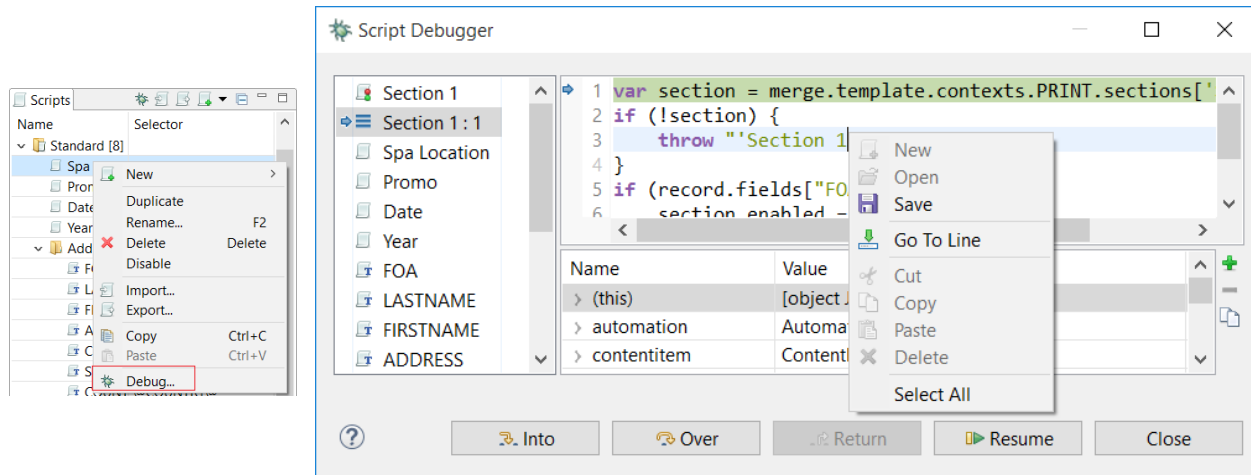 Scripts
Name Selector
Standard [8]
Spa
Pron
Date
Year
Add
New
Duplicate
Rename... F2
Delete Delete
Disable
Import...
Export...
Copy Ctrl+C
Paste Ctrl+V
Debug...
Script Debugger
Section 1
Section 1 : 1
Spa Location
Promo
Date
Year
FOA
LASTNAME
FIRSTNAME
ADDRESS
1 var section = merge.template.contexts.PRINT.sections['
2 if (!section) {
3 throw "'Section 1
4 }
5 if (record.fields["FO
6 section.enabled =
Name Value
(this) [object J
automation Automa
contentitem Content
New
Open
Save
Go To Line
Cut
Copy
Paste
Delete
Select All
Into
Over
Return
Resume
Close